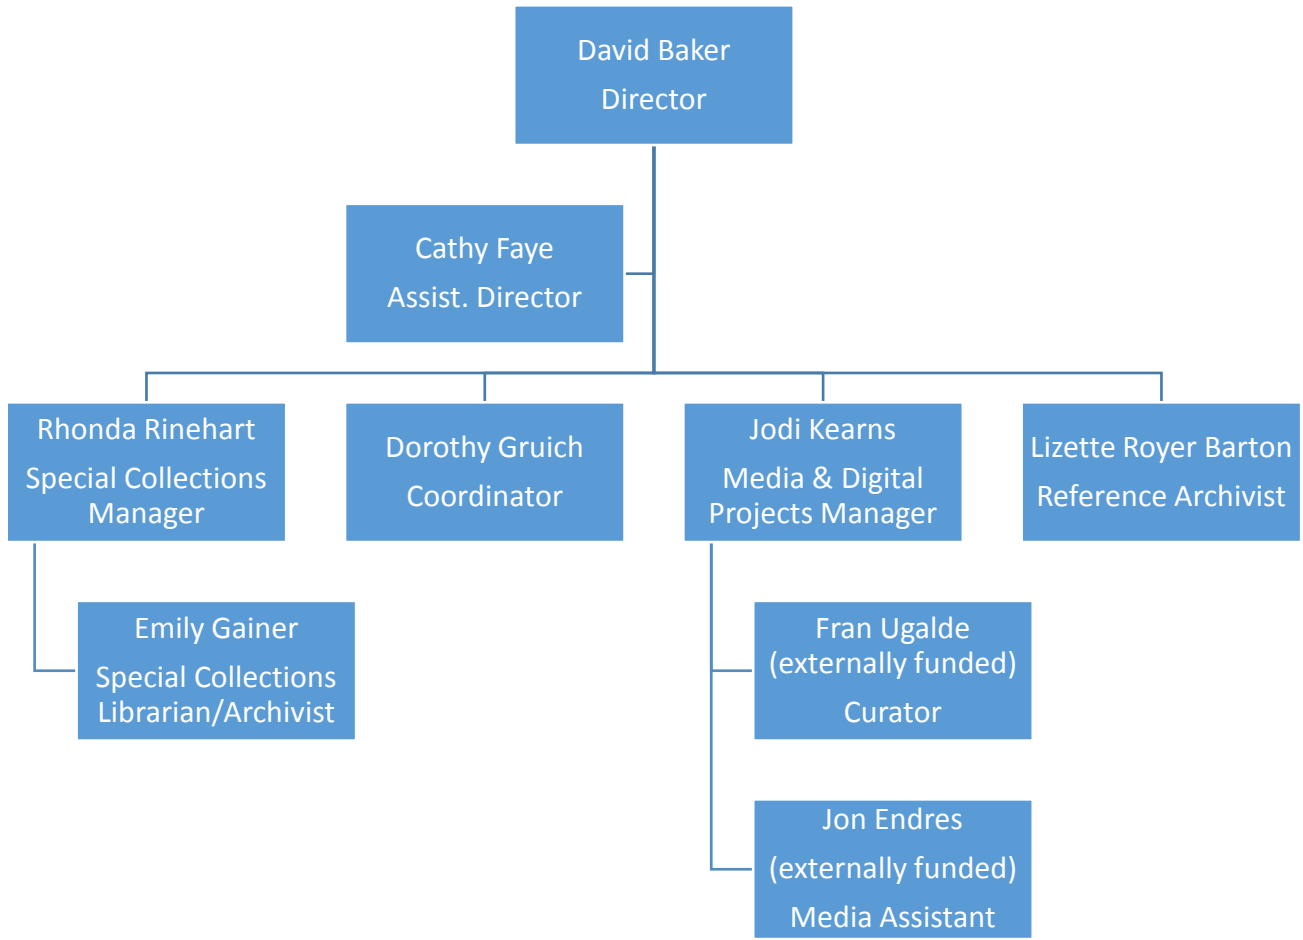 David Baker
Director
Cathy Faye
Assist. Director
Rhonda Rinehart
Special Collections
Manager
Dorothy Gruich
Coordinator
Jodi Kearns
Media & Digital
Projects Manager
Lizette Royer Barton
Reference Archivist
Emily Gainer
Special Collections
Librarian/Archivist
Fran Ugalde
(externally funded)
Curator
Jon Endres
(externally funded)
Media Assistant